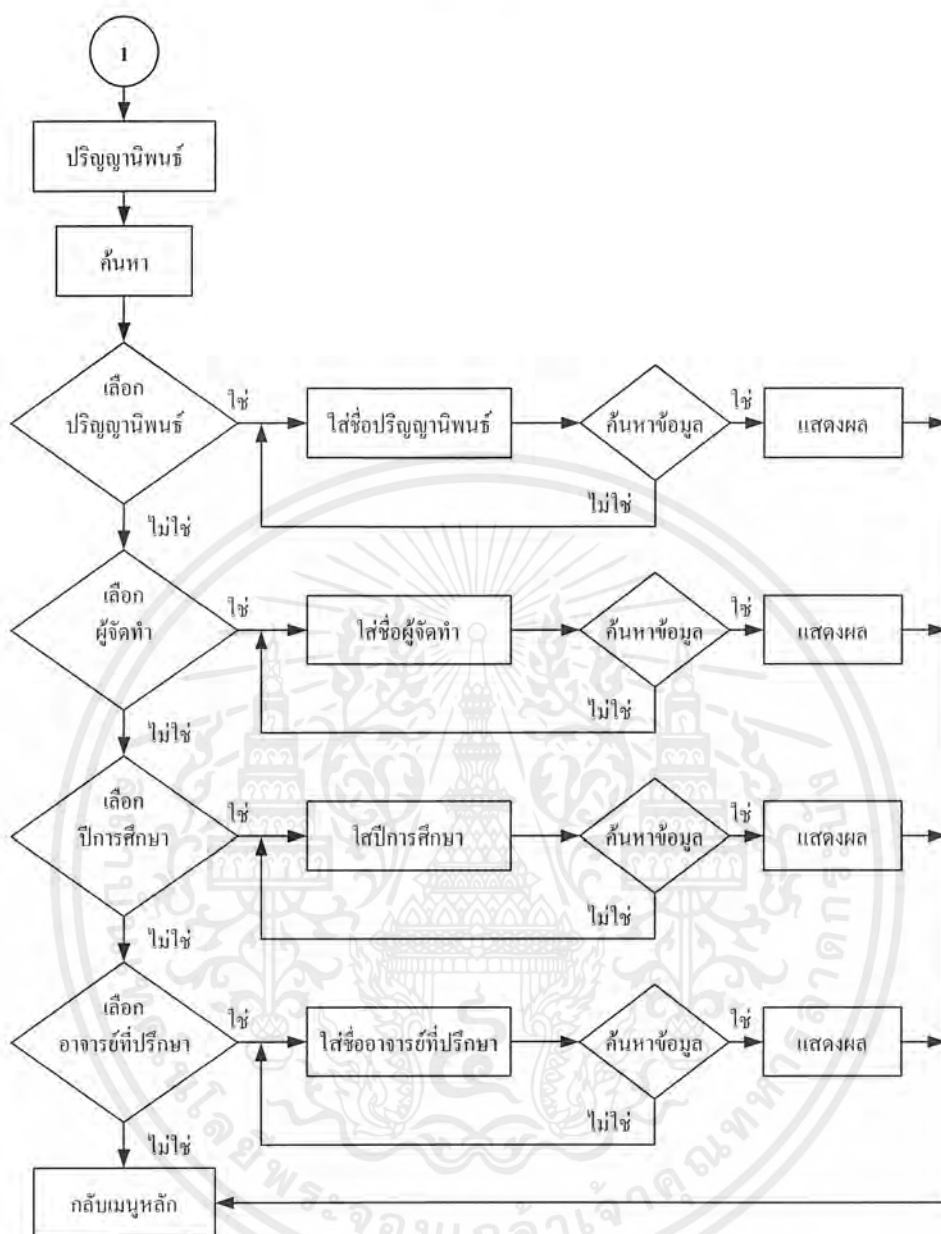 1
ปริญญานิพนธ์
ค้นหา
เลือก
ปริญญานิพนธ์
ใช่
ใส่ชื่อปริญญานิพนธ์
ค้นหาข้อมูล
ใช่
แสดงผล
ไม่ใช่
ไม่ใช่
เลือก
ผู้จัดทำ
ใช่
ใส่ชื่อผู้จัดทำ
ค้นหาข้อมูล
ใช่
แสดงผล
ไม่ใช่
ไม่ใช่
เลือก
ปีการศึกษา
ใช่
ใส่ปีการศึกษา
ค้นหาข้อมูล
ใช่
แสดงผล
ไม่ใช่
ไม่ใช่
เลือก
อาจารย์ที่ปรึกษา
ใช่
ใส่ชื่ออาจารย์ที่ปรึกษา
ค้นหาข้อมูล
ใช่
แสดงผล
ไม่ใช่
ไม่ใช่
กลับเมนูหลัก